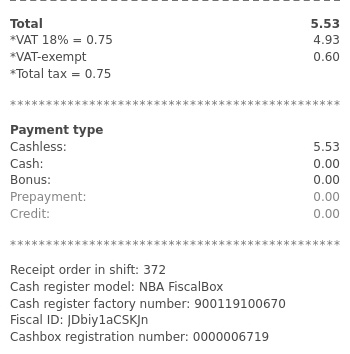 Total 5.53
*VAT 18% = 0.75 4.93
*VAT-exempt 0.60
*Total tax = 0.75
************************************************
Payment type
Cashless: 5.53
Cash: 0.00
Bonus: 0.00
Prepayment: 0.00
Credit: 0.00
************************************************
Receipt order in shift: 372
Cash register model: NBA FiscalBox
Cash register factory number: 900119100670
Fiscal ID: JDbiy1aCSKJn
Cashbox registration number: 0000006719